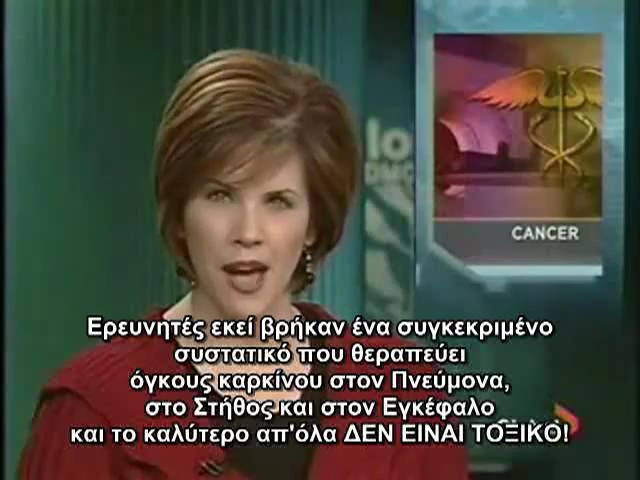 CANCER
Ερευνητές εκεί βρήκαν ένα συγκεκριμένο
συστατικό που θεραπεύει
όγκους καρκίνου στον Πνεύμονα,
στο Στήθος και στον Εγκέφαλο
και το καλύτερο απ'όλα ΔΕΝ ΕΙΝΑΙ ΤΟΞΙΚΟ!